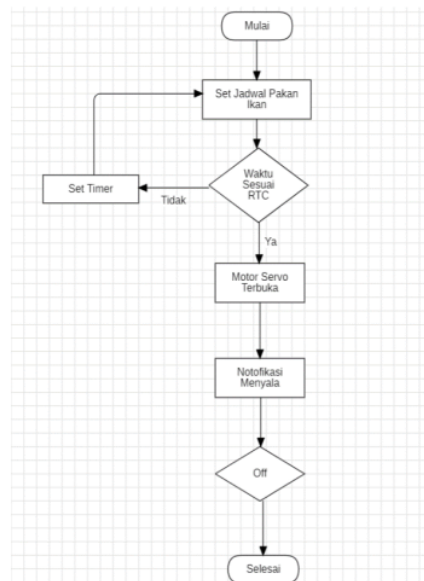 Mulai
Set Jadwal Pakan
Ikan
Waktu
Sesuai
RTC
Set Timer
Tidak
Ya
Motor Servo
Terbuka
Notofikasi
Menyala
Off
Selesai